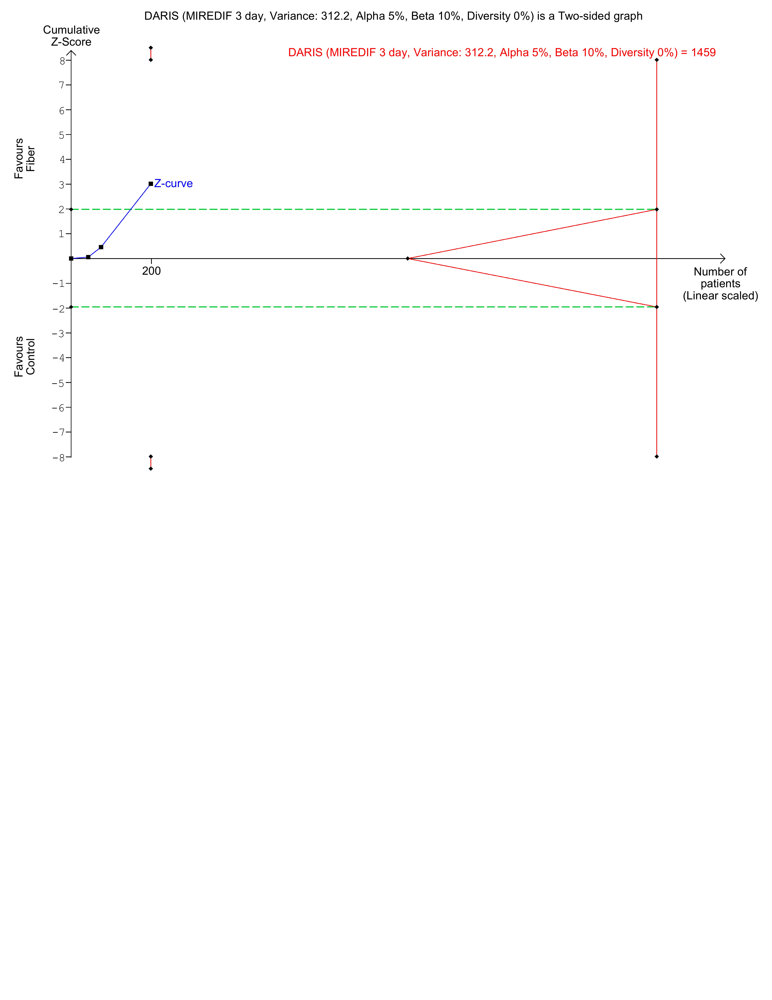 DARIS (MIREDIF 3 day, Variance: 312.2, Alpha 5%, Beta 10%, Diversity 0%) is a Two-sided graph
Cumulative
Z-Score
DARIS (MIREDIF 3 day, Variance: 312.2, Alpha 5%, Beta 10%, Diversity 0%) = 1459
8
7
6
5
4
3
2
1
-1
-2
-3
-4
-5
-6
-7
-8
Favours
Fiber
Favours
Control
Z-curve
200
Number of
patients
(Linear scaled)